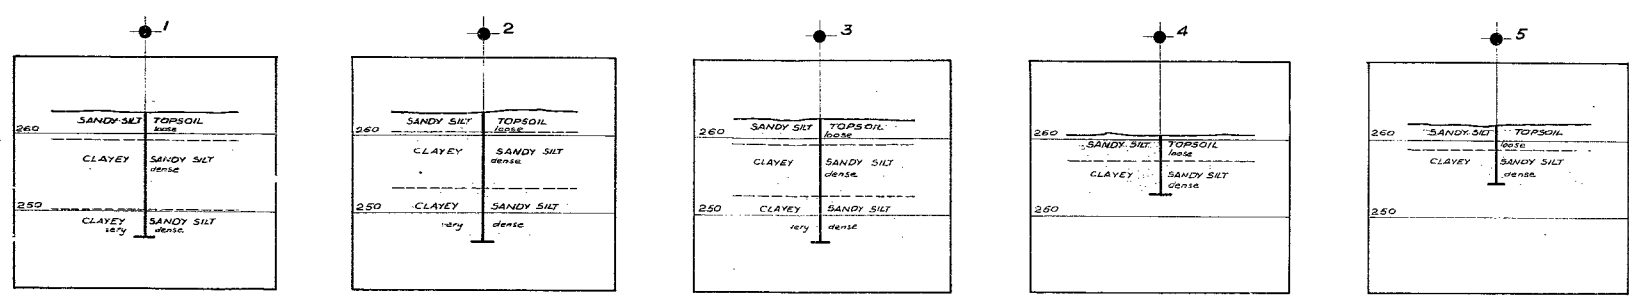 1
SANDY SILT TOPSOIL
loose
260
CLAYEY SANDY SILT
dense
250
CLAYEY SANDY SILT
very dense
2
SANDY SILT TOPSOIL
loose
260
CLAYEY SANDY SILT
dense
250 CLAYEY SANDY SILT
very dense
3
SANDY SILT TOPSOIL
loose
260
CLAYEY SANDY SILT
dense
250
CLAYEY SANDY SILT
very dense
4
260
SANDY SILT TOPSOIL
loose
CLAYEY SANDY SILT
dense
250
5
260 SANDY SILT TOPSOIL
loose
CLAYEY SANDY SILT
dense
250